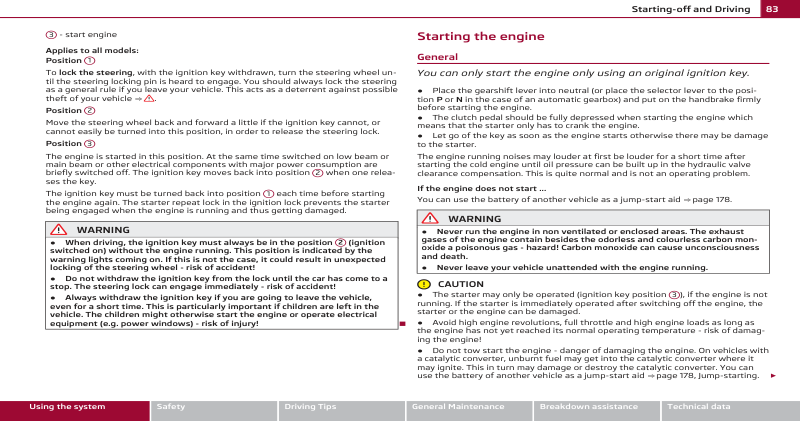 Starting-off and Driving 83
3 - start engine
Applies to all models:
Position 1
To lock the steering, with the ignition key withdrawn, turn the steering wheel un-
til the steering locking pin is heard to engage. You should always lock the steering
as a general rule if you leave your vehicle. This acts as a deterrent against possible
theft of your vehicle ⇒ ⚠.
Position 2
Move the steering wheel back and forward a little if the ignition key cannot, or
cannot easily be turned into this position, in order to release the steering lock.
Position 3
The engine is started in this position. At the same time switched on low beam or
main beam or other electrical components with major power consumption are
briefly switched off. The ignition key moves back into position 2 when one relea-
ses the key.
The ignition key must be turned back into position 1 each time before starting
the engine again. The starter repeat lock in the ignition lock prevents the starter
being engaged when the engine is running and thus getting damaged.
WARNING
● When driving, the ignition key must always be in the position 2 (ignition
switched on) without the engine running. This position is indicated by the
warning lights coming on. If this is not the case, it could result in unexpected
locking of the steering wheel - risk of accident!
● Do not withdraw the ignition key from the lock until the car has come to a
stop. The steering lock can engage immediately - risk of accident!
● Always withdraw the ignition key if you are going to leave the vehicle,
even for a short time. This is particularly important if children are left in the
vehicle. The children might otherwise start the engine or operate electrical
equipment (e.g. power windows) - risk of injury!
Starting the engine
General
You can only start the engine only using an original ignition key.
● Place the gearshift lever into neutral (or place the selector lever to the posi-
tion P or N in the case of an automatic gearbox) and put on the handbrake firmly
before starting the engine.
● The clutch pedal should be fully depressed when starting the engine which
means that the starter only has to crank the engine.
● Let go of the key as soon as the engine starts otherwise there may be damage
to the starter.
The engine running noises may louder at first be louder for a short time after
starting the cold engine until oil pressure can be built up in the hydraulic valve
clearance compensation. This is quite normal and is not an operating problem.
If the engine does not start ...
You can use the battery of another vehicle as a jump-start aid ⇒ page 178.
WARNING
● Never run the engine in non ventilated or enclosed areas. The exhaust
gases of the engine contain besides the odorless and colourless carbon mon-
oxide a poisonous gas - hazard! Carbon monoxide can cause unconsciousness
and death.
● Never leave your vehicle unattended with the engine running.
CAUTION
● The starter may only be operated (ignition key position 3), if the engine is not
running. If the starter is immediately operated after switching off the engine, the
starter or the engine can be damaged.
● Avoid high engine revolutions, full throttle and high engine loads as long as
the engine has not yet reached its normal operating temperature - risk of damag-
ing the engine!
● Do not tow start the engine - danger of damaging the engine. On vehicles with
a catalytic converter, unburnt fuel may get into the catalytic converter where it
may ignite. This in turn may damage or destroy the catalytic converter. You can
use the battery of another vehicle as a jump-start aid ⇒ page 178, Jump-starting.
Using the system Safety Driving Tips General Maintenance Breakdown assistance Technical data